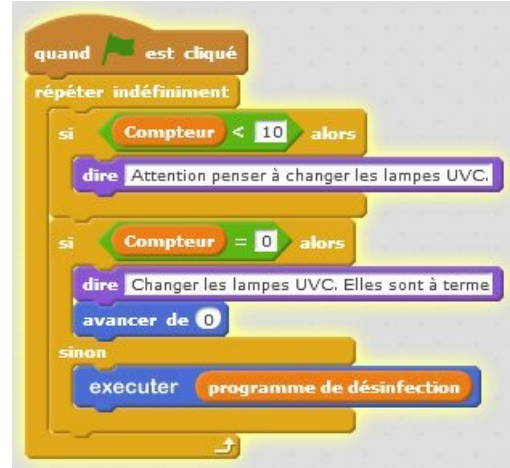 quand est cliqué
répéter indéfiniment
si Compteur < 10 alors
dire Attention penser à changer les lampes UVC.
si Compteur = 0 alors
dire Changer les lampes UVC. Elles sont à terme
avancer de 0
sinon
executer programme de désinfection